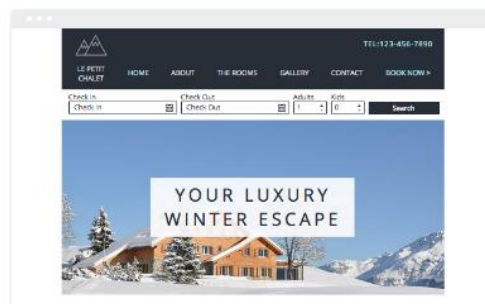 TEL:123-456-7890
LE PETIT
CHALET
HOME ABOUT THE ROOMS GALLERY CONTACT BOOK NOW >
Check In Check Out Adults Kids
Check In Check Out 1 0 Search
YOUR LUXURY
WINTER ESCAPE